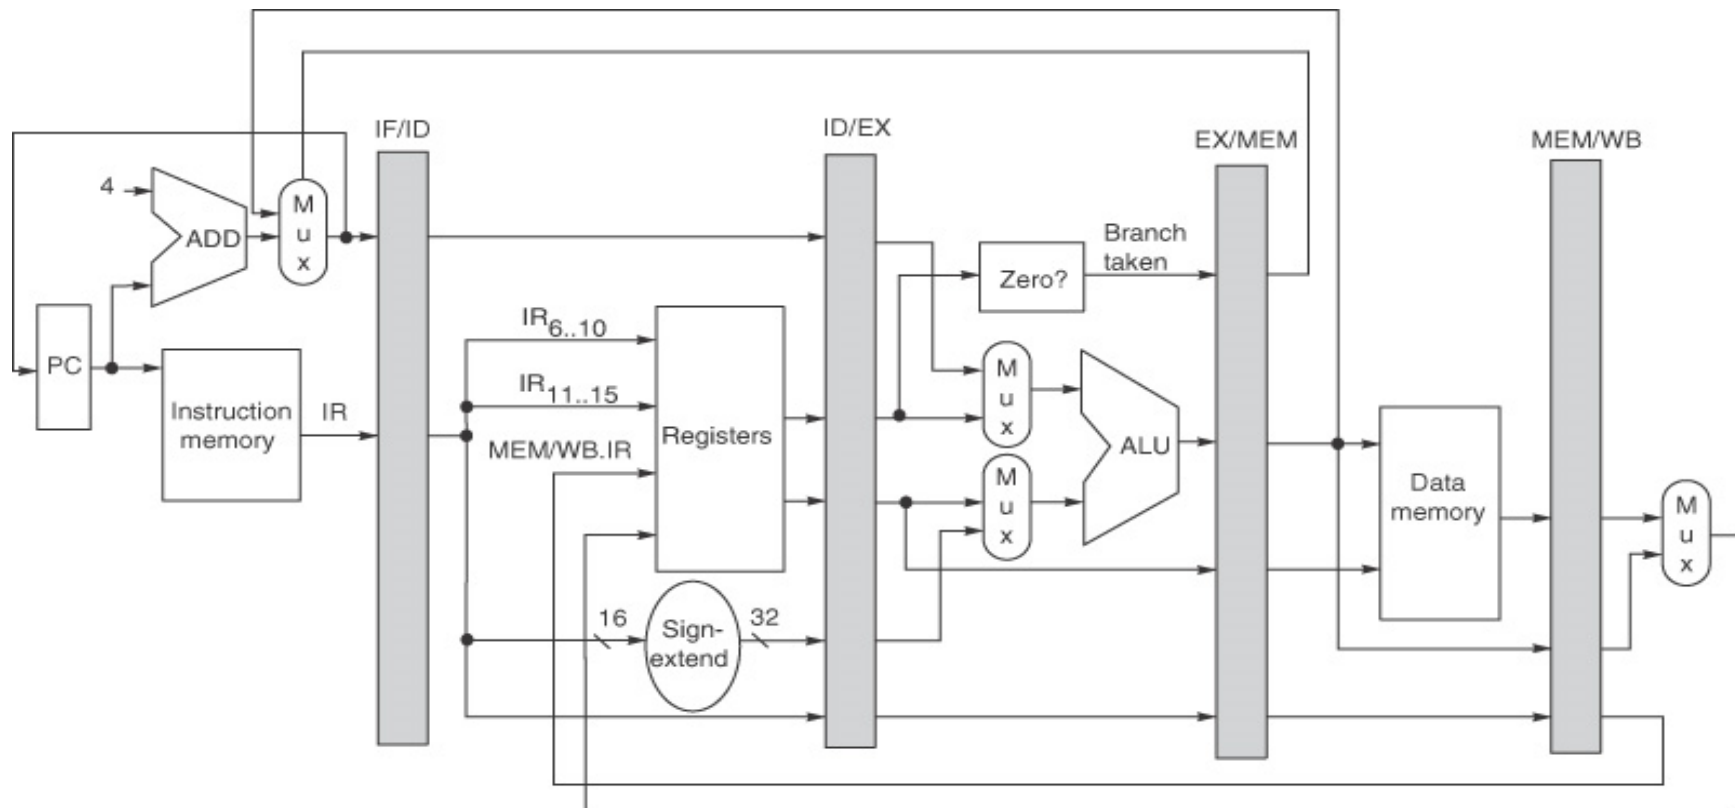 IF/ID
ID/EX
EX/MEM
MEM/WB
4
ADD
M
u
x
PC
Instruction
memory
IR
IR6..10
IR11..15
MEM/WB.IR
Registers
16
Sign-
extend
32
Zero?
Branch
taken
M
u
x
M
u
x
ALU
Data
memory
M
u
x